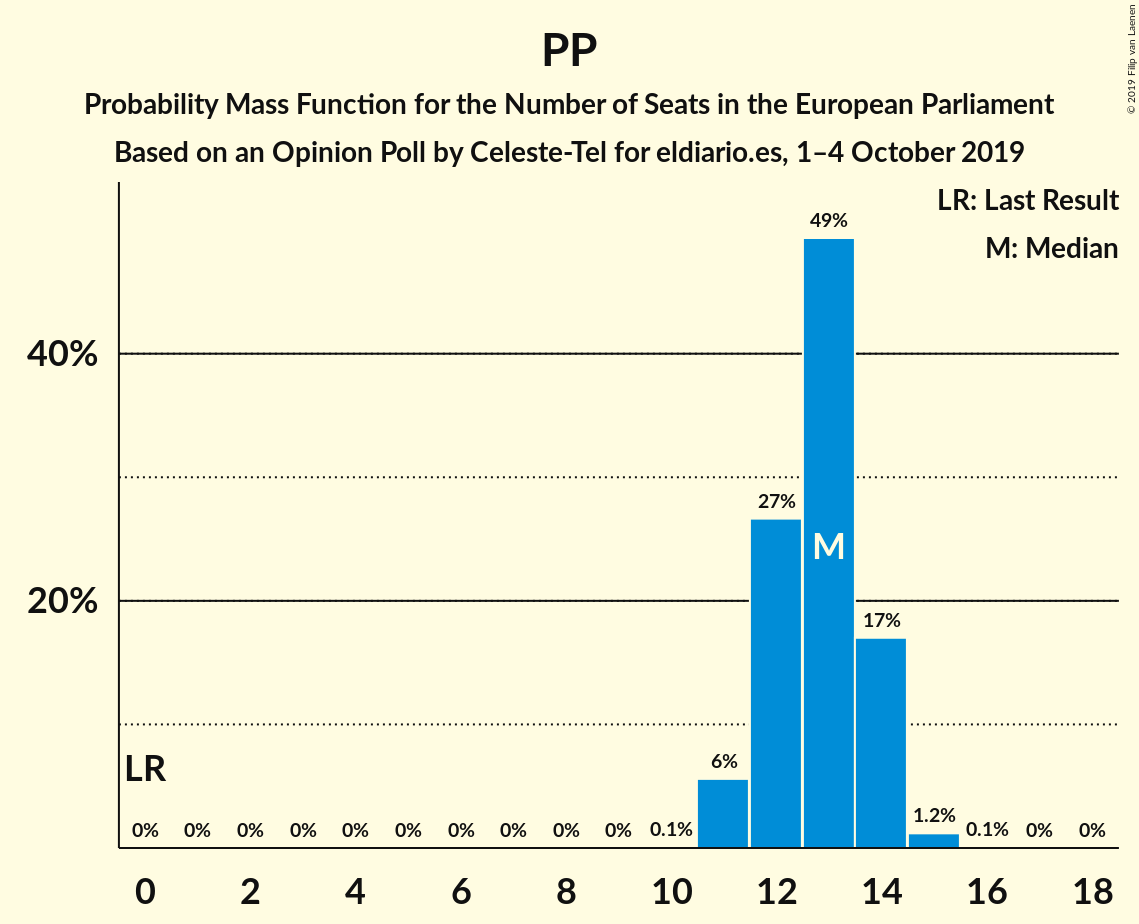 PP
Probability Mass Function for the Number of Seats in the European Parliament
Based on an Opinion Poll by Celeste-Tel for eldiario.es, 1–4 October 2019
© 2019 Filip van Laenen
LR: Last Result
M: Median
40%
20%
49%
27%
M
17%
6%
LR
0% 0% 0% 0% 0% 0% 0% 0% 0% 0% 0.1% 1.2% 0.1% 0% 0%
0 2 4 6 8 10 12 14 16 18